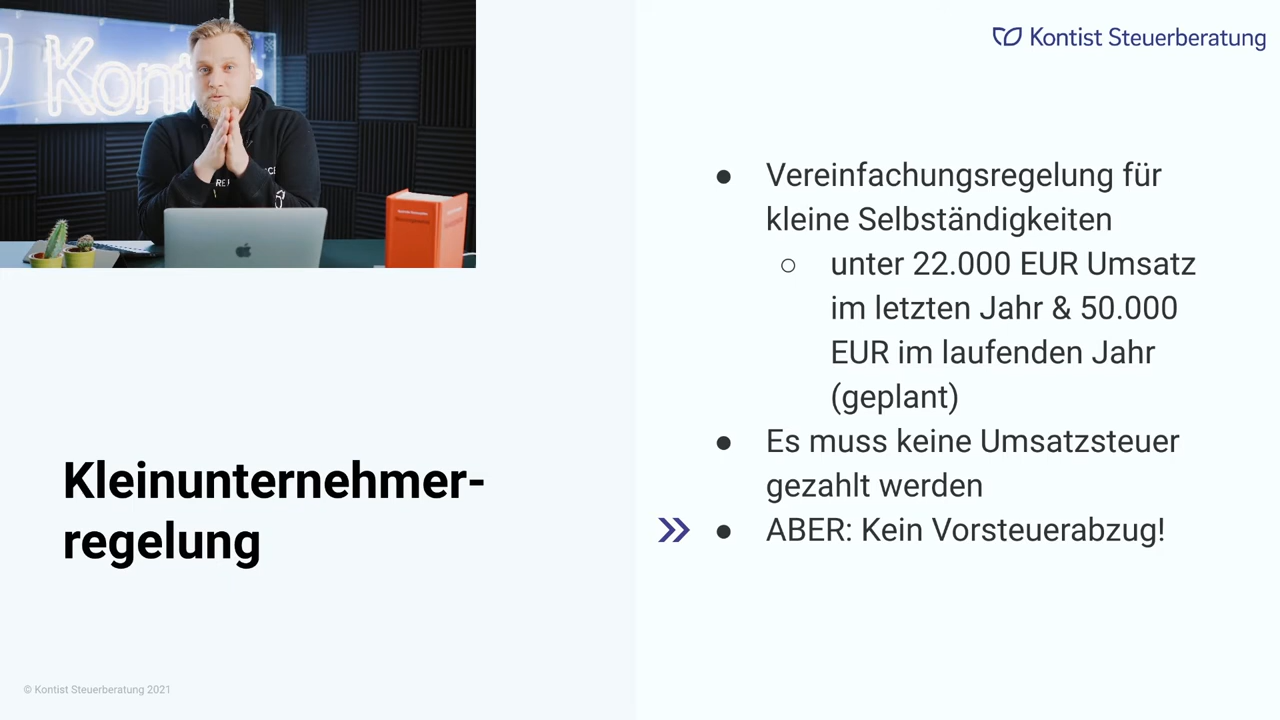 Kont
Kontist Steuerberatung
Vereinfachungsregelung für
kleine Selbständigkeiten
unter 22.000 EUR Umsatz
im letzten Jahr & 50.000
EUR im laufenden Jahr
(geplant)
Es muss keine Umsatzsteuer
gezahlt werden
ABER: Kein Vorsteuerabzug!
Kleinunternehmer-
regelung
© Kontist Steuerberatung 2021